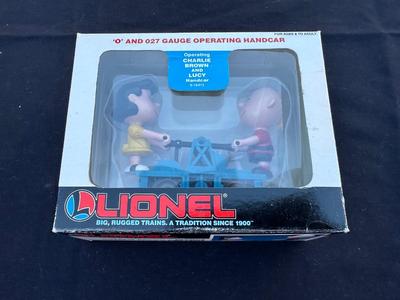 FOR AGES 8 TO ADULT
'O' AND 027 GAUGE OPERATING HANDCAR
Operating
CHARLIE
BROWN
AND
LUCY
Handcar
LIONEL
BIG, RUGGED TRAINS. A TRADITION SINCE 1900™